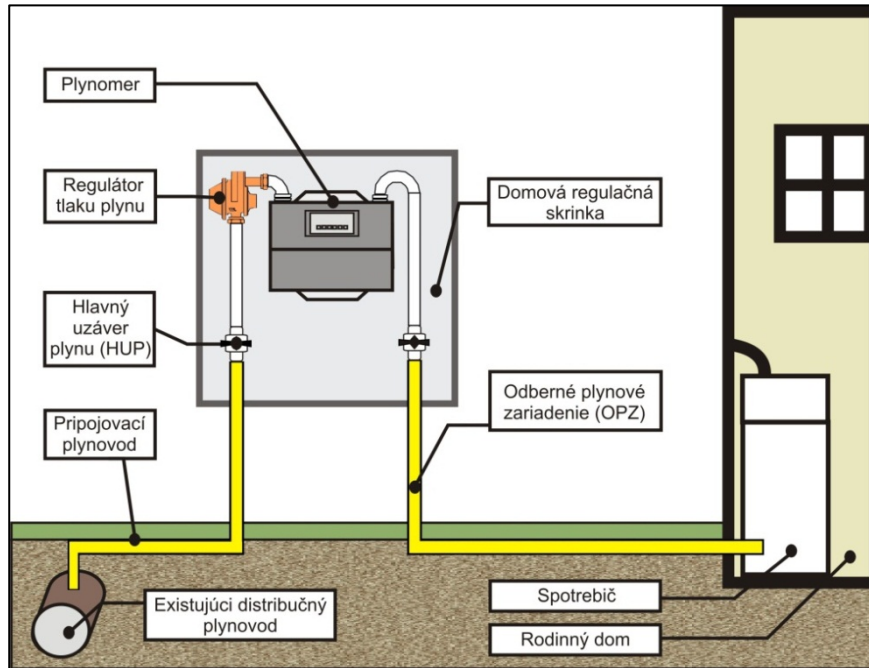 Plynomer
Regulátor
tlaku plynu
Domová regulačná
skrinka
Hlavný
uzáver
plynu (HUP)
Odberné plynové
zariadenie (OPZ)
Pripojovací
plynovod
Existujúci distribučný
plynovod
Spotrebič
Rodinný dom